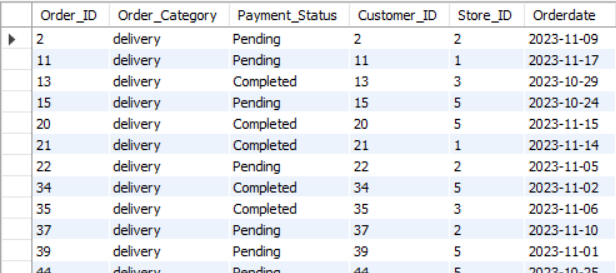 Order_ID Order_Category Payment_Status Customer_ID Store_ID Orderdate
2 delivery Pending 2 2 2023-11-09
11 delivery Pending 11 1 2023-11-17
13 delivery Completed 13 3 2023-10-29
15 delivery Pending 15 5 2023-10-24
20 delivery Completed 20 5 2023-11-15
21 delivery Completed 21 1 2023-11-14
22 delivery Pending 22 2 2023-11-05
34 delivery Completed 34 5 2023-11-02
35 delivery Completed 35 3 2023-11-06
37 delivery Pending 37 2 2023-11-10
39 delivery Pending 39 5 2023-11-01
44 delivery Pending 44 5 2023-10-25